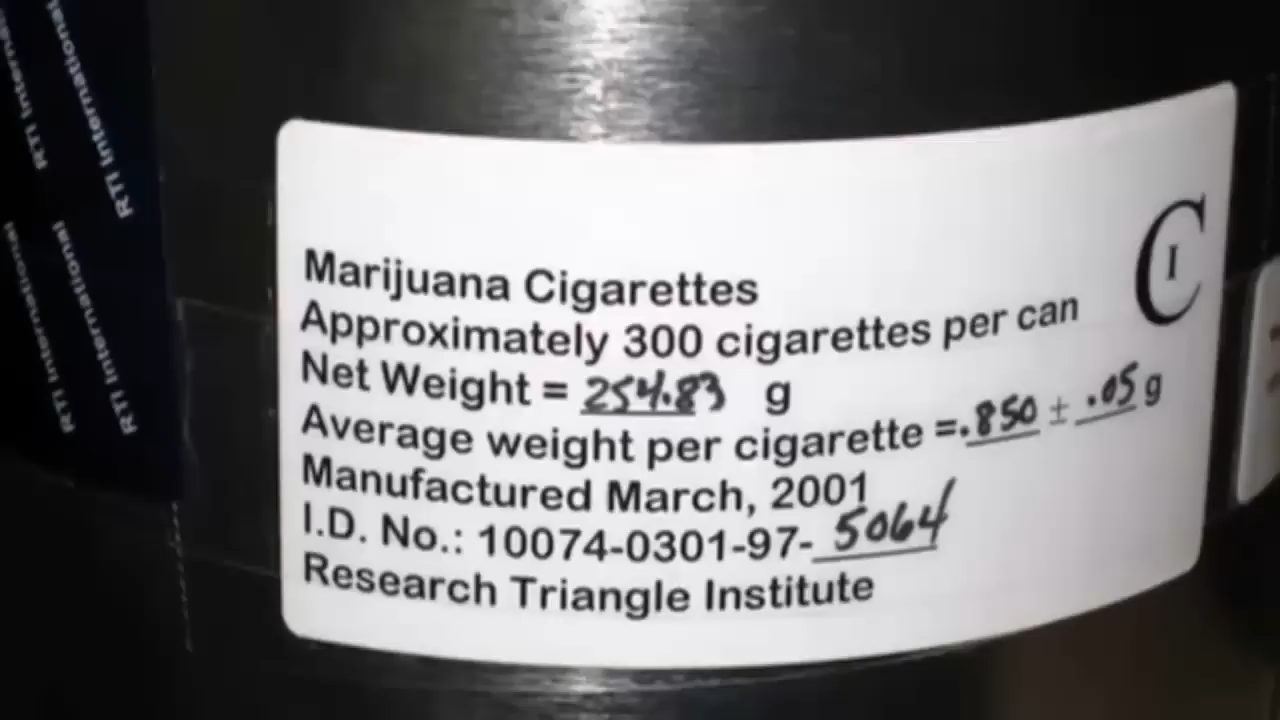 RTI International
RTI International
RTI International
RTI International
CI
Marijuana Cigarettes
Approximately 300 cigarettes per can
Net Weight = 254.83 g
Average weight per cigarette =.850 ± .05 g
Manufactured March, 2001
I.D. No.: 10074-0301-97-5064
Research Triangle Institute